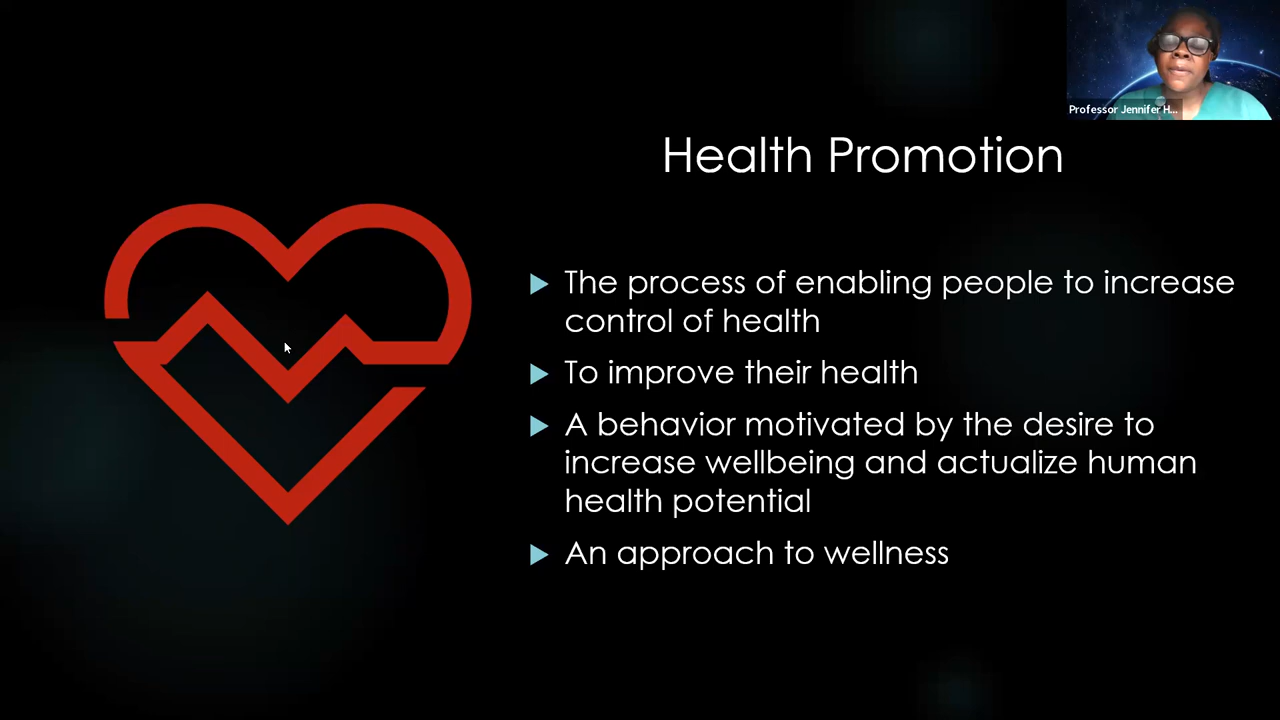 Professor Jennifer H...
Health Promotion
The process of enabling people to increase
control of health
To improve their health
A behavior motivated by the desire to
increase wellbeing and actualize human
health potential
An approach to wellness